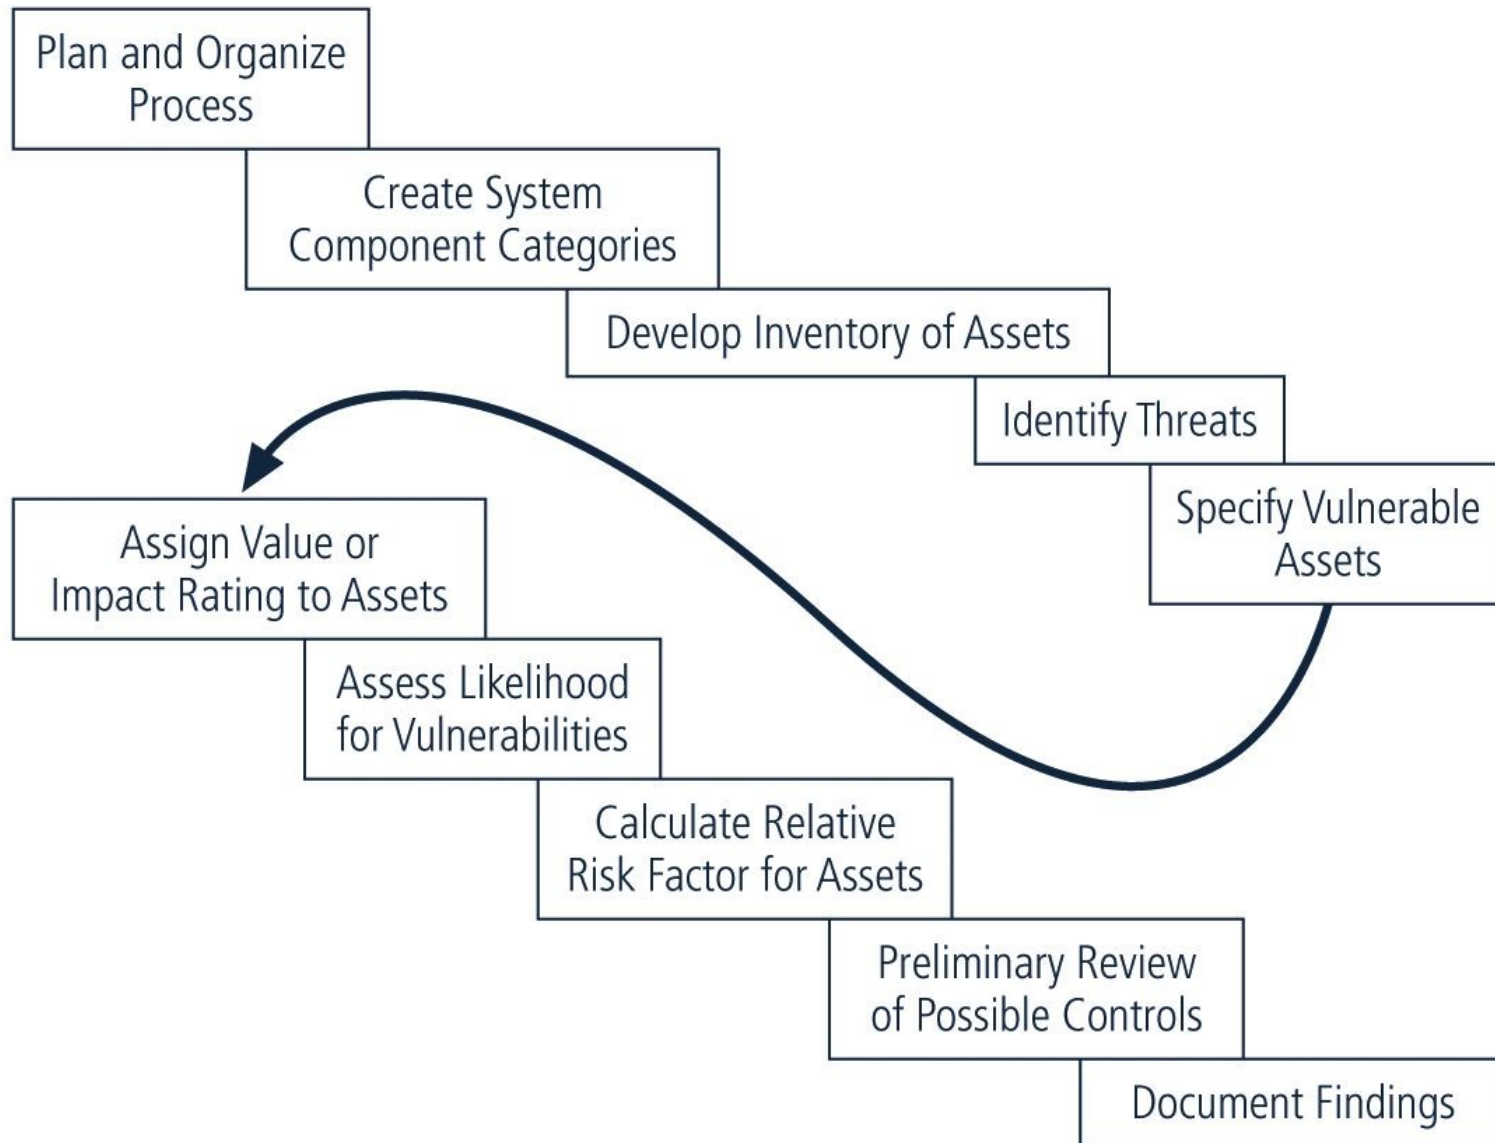 Plan and Organize
Process
Create System
Component Categories
Develop Inventory of Assets
Identify Threats
Specify Vulnerable
Assets
Assign Value or
Impact Rating to Assets
Assess Likelihood
for Vulnerabilities
Calculate Relative
Risk Factor for Assets
Preliminary Review
of Possible Controls
Document Findings